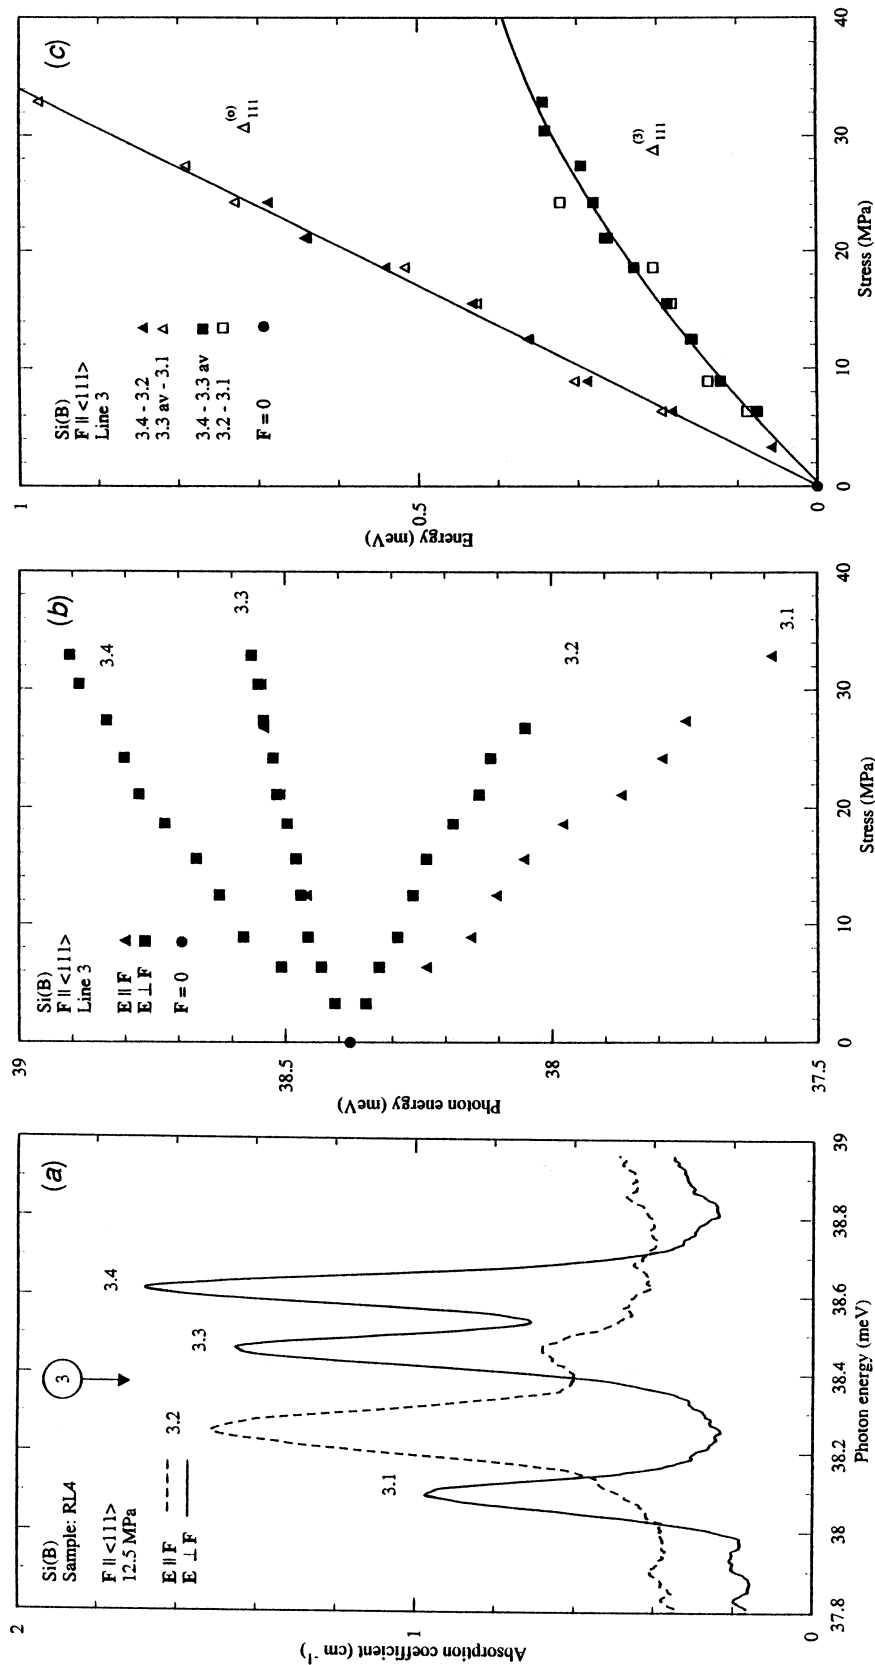 (a)
Si(B)
Sample: RL4
F || <111>
12.5 MPa
E || F
E ⊥ F
3
3.1
3.2
3.3
3.4
2
1
0
Absorption coefficient (cm⁻¹)
37.8
38
38.2
38.4
38.6
38.8
39
Photon energy (meV)
(b)
Si(B)
F || <111>
Line 3
E || F
E ⊥ F
F = 0
3.4
3.3
3.2
3.1
39
38.5
38
37.5
Photon energy (meV)
0
10
20
30
40
Stress (MPa)
(c)
Si(B)
F || <111>
Line 3
3.4 - 3.2
3.3 av - 3.1
3.4 - 3.3 av
3.2 - 3.1
F = 0
Δ₁₁₁⁽⁰⁾
Δ₁₁₁⁽³⁾
1
0.5
0
Energy (meV)
0
10
20
30
40
Stress (MPa)